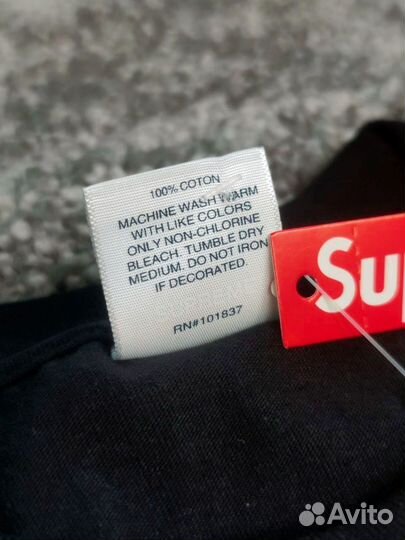 100% COTON
MACHINE WASH WARM
WITH LIKE COLORS
ONLY NON-CHLORINE
BLEACH. TUMBLE DRY
MEDIUM. DO NOT IRON
IF DECORATED.
RN#101837
Sup
Avito